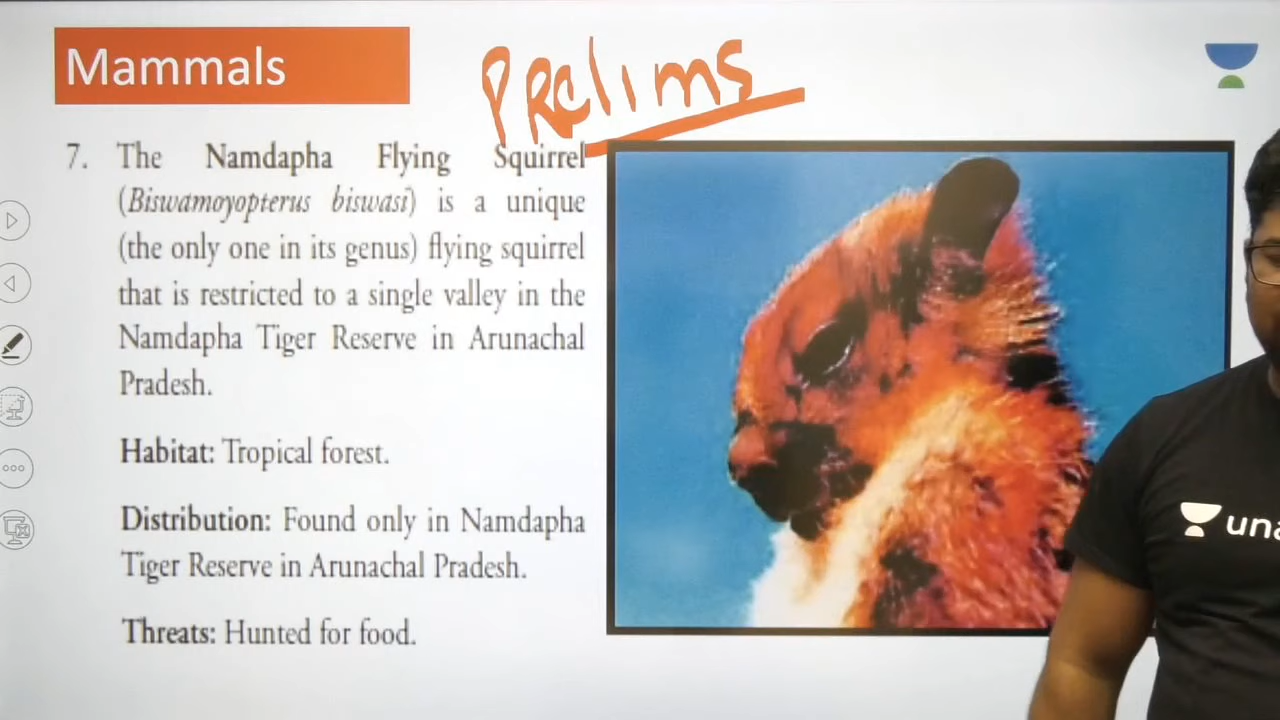 Mammals
PRelims
7. The Namdapha Flying Squirrel
(Biswamoyopterus biswasi) is a unique
(the only one in its genus) flying squirrel
that is restricted to a single valley in the
Namdapha Tiger Reserve in Arunachal
Pradesh.
Habitat: Tropical forest.
Distribution: Found only in Namdapha
Tiger Reserve in Arunachal Pradesh.
Threats: Hunted for food.
una